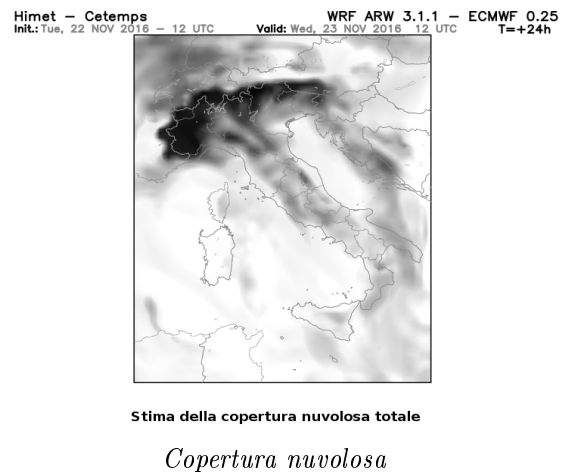 Himet – Cetemps WRF ARW 3.1.1 – ECMWF 0.25
Init.: Tue, 22 NOV 2016 – 12 UTC Valid: Wed, 23 NOV 2016 12 UTC T=+24h
Stima della copertura nuvolosa totale
Copertura nuvolosa